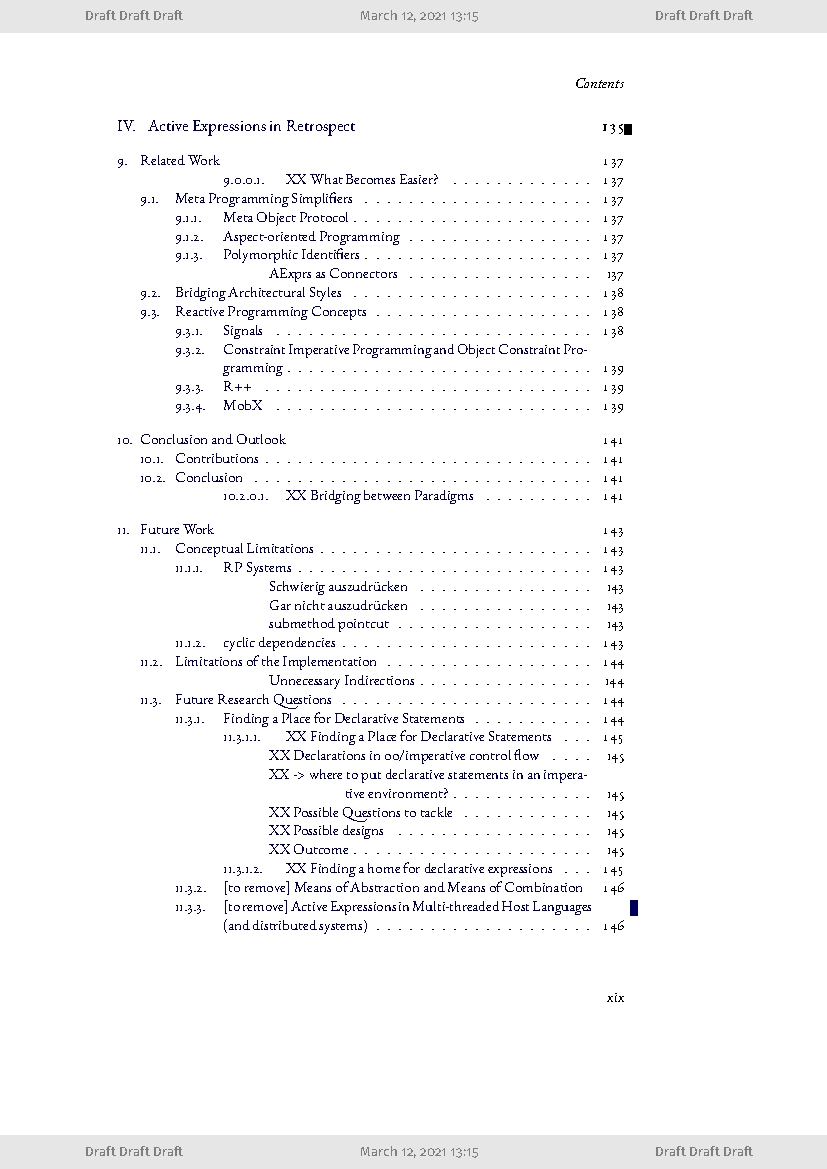 Draft Draft Draft March 12, 2021 13:15 Draft Draft Draft
Contents
IV. Active Expressions in Retrospect 135
9. Related Work 137
9.0.0.1. XX What Becomes Easier? . . . . . . . . . . . . . 137
9.1. Meta Programming Simplifiers . . . . . . . . . . . . . . . . . . . . . 137
9.1.1. Meta Object Protocol . . . . . . . . . . . . . . . . . . . . . . 137
9.1.2. Aspect-oriented Programming . . . . . . . . . . . . . . . . . 137
9.1.3. Polymorphic Identifiers . . . . . . . . . . . . . . . . . . . . . 137
AExprs as Connectors . . . . . . . . . . . . . . . . . 137
9.2. Bridging Architectural Styles . . . . . . . . . . . . . . . . . . . . . . 138
9.3. Reactive Programming Concepts . . . . . . . . . . . . . . . . . . . . 138
9.3.1. Signals . . . . . . . . . . . . . . . . . . . . . . . . . . . . . 138
9.3.2. Constraint Imperative Programming and Object Constraint Pro-
gramming . . . . . . . . . . . . . . . . . . . . . . . . . . . . 139
9.3.3. R++ . . . . . . . . . . . . . . . . . . . . . . . . . . . . . . 139
9.3.4. MobX . . . . . . . . . . . . . . . . . . . . . . . . . . . . . 139
10. Conclusion and Outlook 141
10.1. Contributions . . . . . . . . . . . . . . . . . . . . . . . . . . . . . . 141
10.2. Conclusion . . . . . . . . . . . . . . . . . . . . . . . . . . . . . . . 141
10.2.0.1. XX Bridging between Paradigms . . . . . . . . . . 141
11. Future Work 143
11.1. Conceptual Limitations . . . . . . . . . . . . . . . . . . . . . . . . . 143
11.1.1. RP Systems . . . . . . . . . . . . . . . . . . . . . . . . . . . 143
Schwierig auszudrücken . . . . . . . . . . . . . . . . 143
Gar nicht auszudrücken . . . . . . . . . . . . . . . . 143
submethod pointcut . . . . . . . . . . . . . . . . . . 143
11.1.2. cyclic dependencies . . . . . . . . . . . . . . . . . . . . . . . 143
11.2. Limitations of the Implementation . . . . . . . . . . . . . . . . . . . 144
Unnecessary Indirections . . . . . . . . . . . . . . . . 144
11.3. Future Research Questions . . . . . . . . . . . . . . . . . . . . . . . 144
11.3.1. Finding a Place for Declarative Statements . . . . . . . . . . . 144
11.3.1.1. XX Finding a Place for Declarative Statements . . . 145
XX Declarations in oo/imperative control flow . . . . 145
XX -> where to put declarative statements in an impera-
tive environment? . . . . . . . . . . . . . 145
XX Possible Questions to tackle . . . . . . . . . . . . 145
XX Possible designs . . . . . . . . . . . . . . . . . . 145
XX Outcome . . . . . . . . . . . . . . . . . . . . . . 145
11.3.1.2. XX Finding a home for declarative expressions . . . 145
11.3.2. [to remove] Means of Abstraction and Means of Combination 146
11.3.3. [to remove] Active Expressions in Multi-threaded Host Languages
(and distributed systems) . . . . . . . . . . . . . . . . . . . . 146
xix
Draft Draft Draft March 12, 2021 13:15 Draft Draft Draft